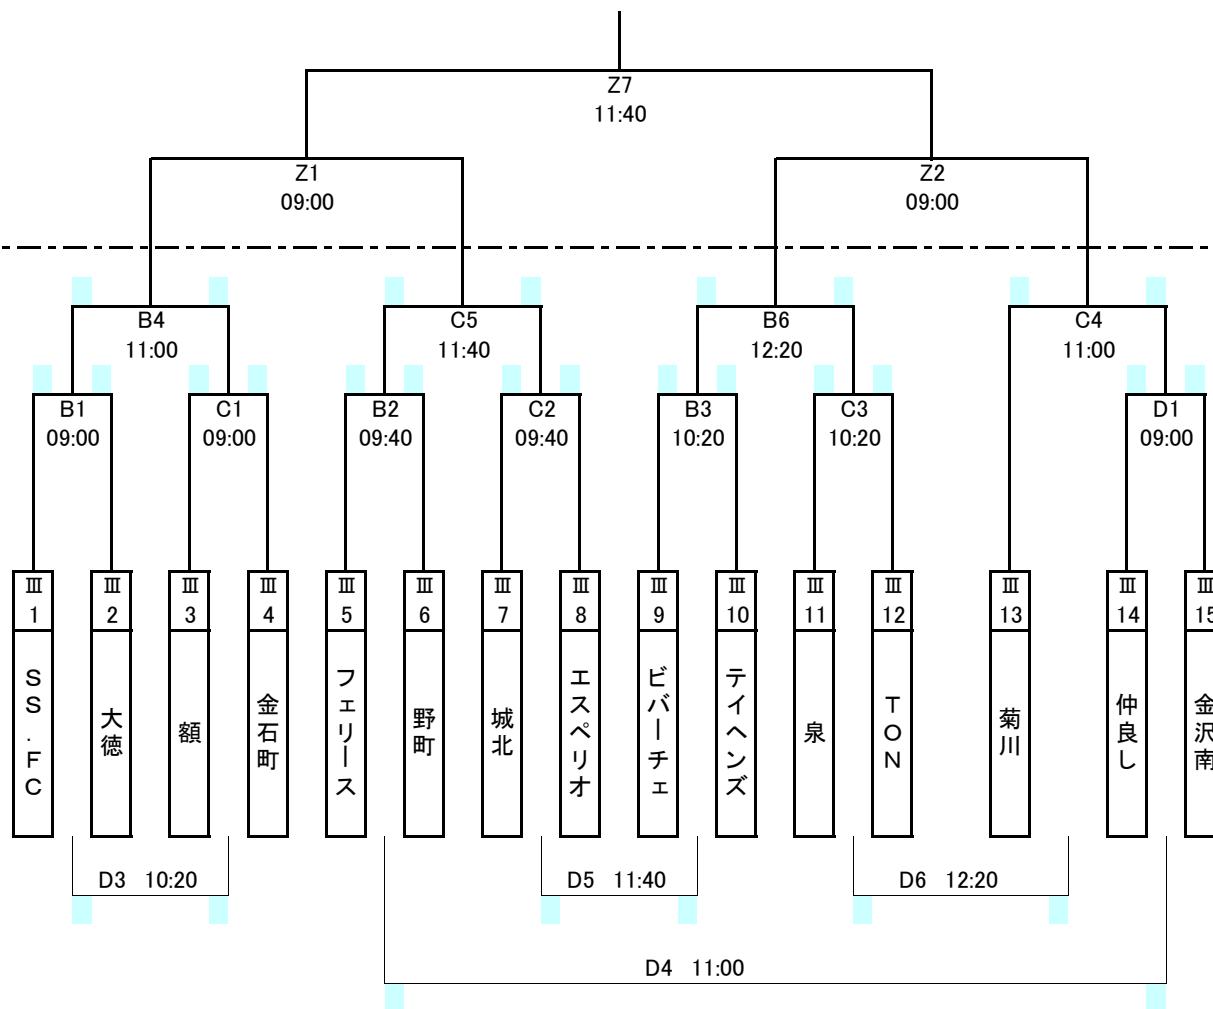 Z7
11:40
Z1
09:00
Z2
09:00
B4
11:00
C5
11:40
B6
12:20
C4
11:00
B1
09:00
C1
09:00
B2
09:40
C2
09:40
B3
10:20
C3
10:20
D1
09:00
Ⅲ
1
SS.FC
Ⅲ
2
大徳
Ⅲ
3
額
Ⅲ
4
金石町
Ⅲ
5
フェリース
Ⅲ
6
野町
Ⅲ
7
城北
Ⅲ
8
エスペリオ
Ⅲ
9
ビバーチェ
Ⅲ
10
テイヘンズ
Ⅲ
11
泉
Ⅲ
12
TON
Ⅲ
13
菊川
Ⅲ
14
仲良し
Ⅲ
15
金沢南
D3 10:20
D5 11:40
D6 12:20
D4 11:00